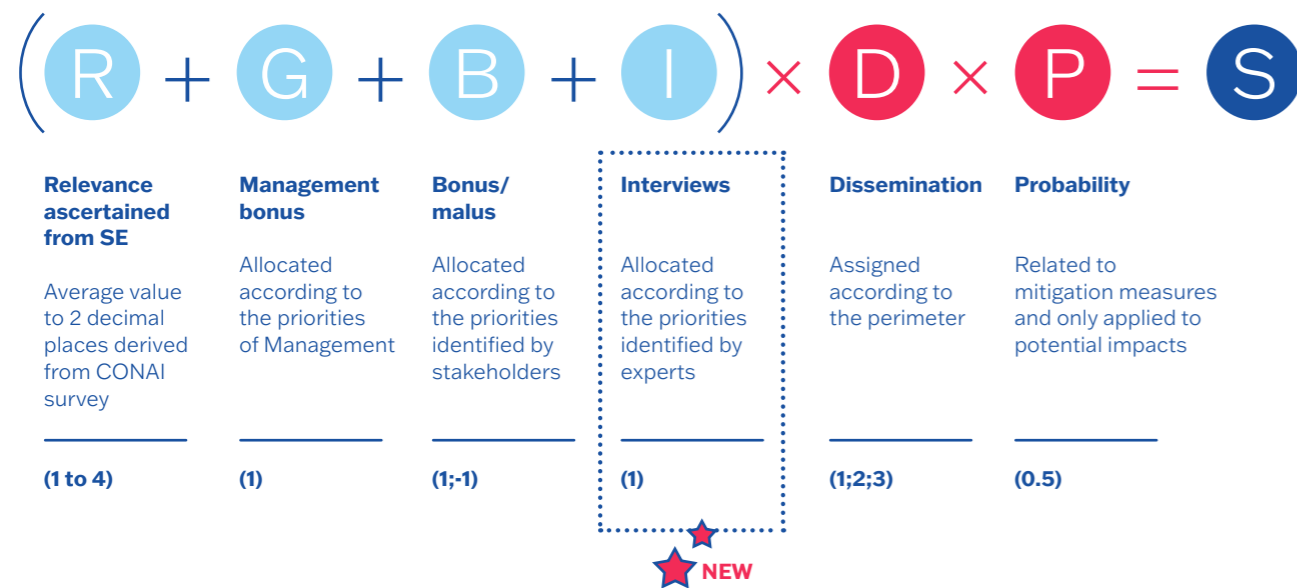 (R + G + B + I) × D × P = S
Relevance
ascertained
from SE
Average value
to 2 decimal
places derived
from CONAI
survey
(1 to 4)
Management
bonus
Allocated
according to
the priorities
of Management
(1)
Bonus/
malus
Allocated
according to
the priorities
identified by
stakeholders
(1;-1)
Interviews
Allocated
according to
the priorities
identified by
experts
(1)
NEW
Dissemination
Assigned
according to
the perimeter
(1;2;3)
Probability
Related to
mitigation measures
and only applied to
potential impacts
(0.5)